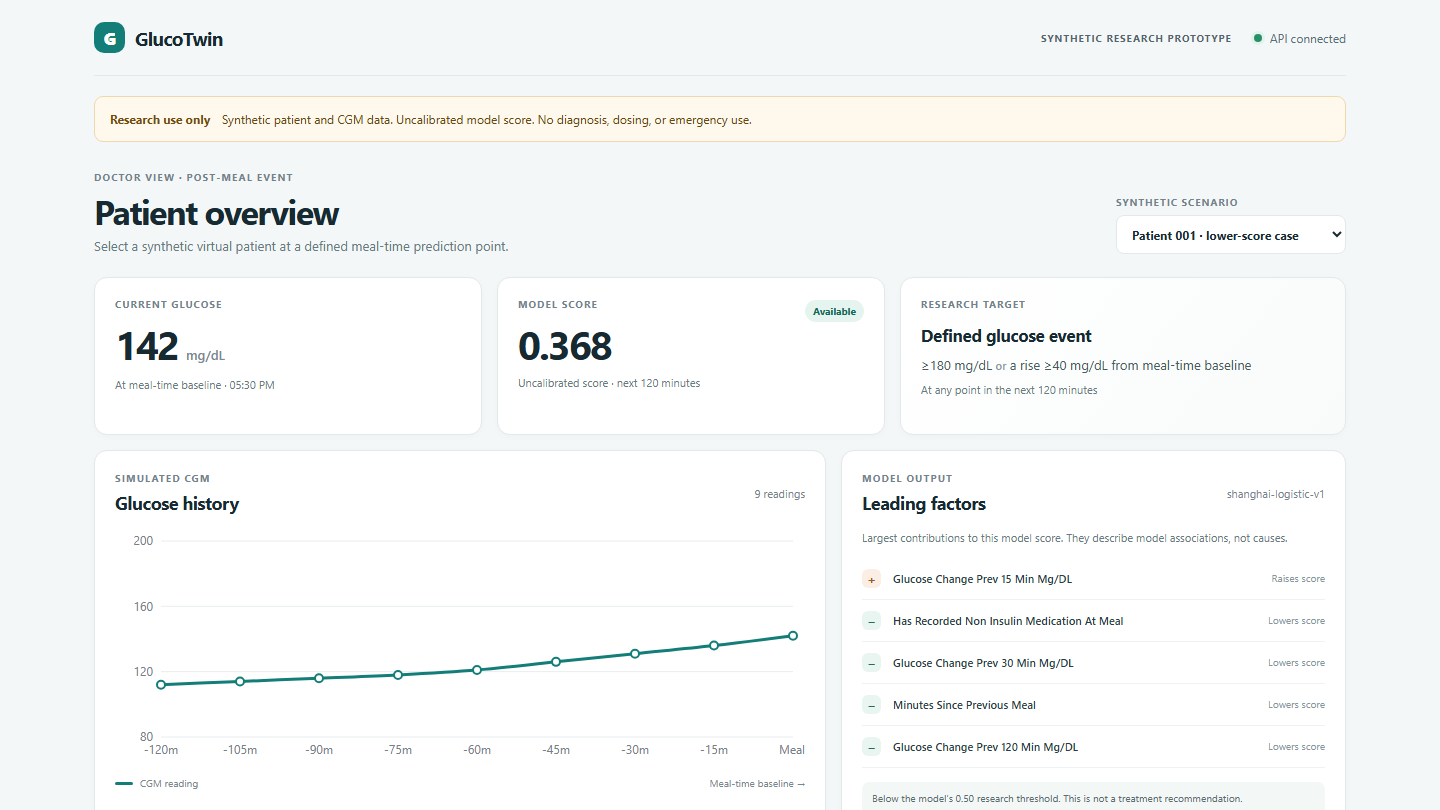 G GlucoTwin
SYNTHETIC RESEARCH PROTOTYPE API connected
Research use only Synthetic patient and CGM data. Uncalibrated model score. No diagnosis, dosing, or emergency use.
DOCTOR VIEW · POST-MEAL EVENT
Patient overview
Select a synthetic virtual patient at a defined meal-time prediction point.
SYNTHETIC SCENARIO
Patient 001 · lower-score case
CURRENT GLUCOSE
142 mg/dL
At meal-time baseline · 05:30 PM
MODEL SCORE
Available
0.368
Uncalibrated score · next 120 minutes
RESEARCH TARGET
Defined glucose event
≥180 mg/dL or a rise ≥40 mg/dL from meal-time baseline
At any point in the next 120 minutes
SIMULATED CGM
Glucose history
9 readings
200
160
120
80
-120m -105m -90m -75m -60m -45m -30m -15m Meal
CGM reading
Meal-time baseline →
MODEL OUTPUT
Leading factors
shanghai-logistic-v1
Largest contributions to this model score. They describe model associations, not causes.
+ Glucose Change Prev 15 Min Mg/DL Raises score
– Has Recorded Non Insulin Medication At Meal Lowers score
– Glucose Change Prev 30 Min Mg/DL Lowers score
– Minutes Since Previous Meal Lowers score
– Glucose Change Prev 120 Min Mg/DL Lowers score
Below the model's 0.50 research threshold. This is not a treatment recommendation.